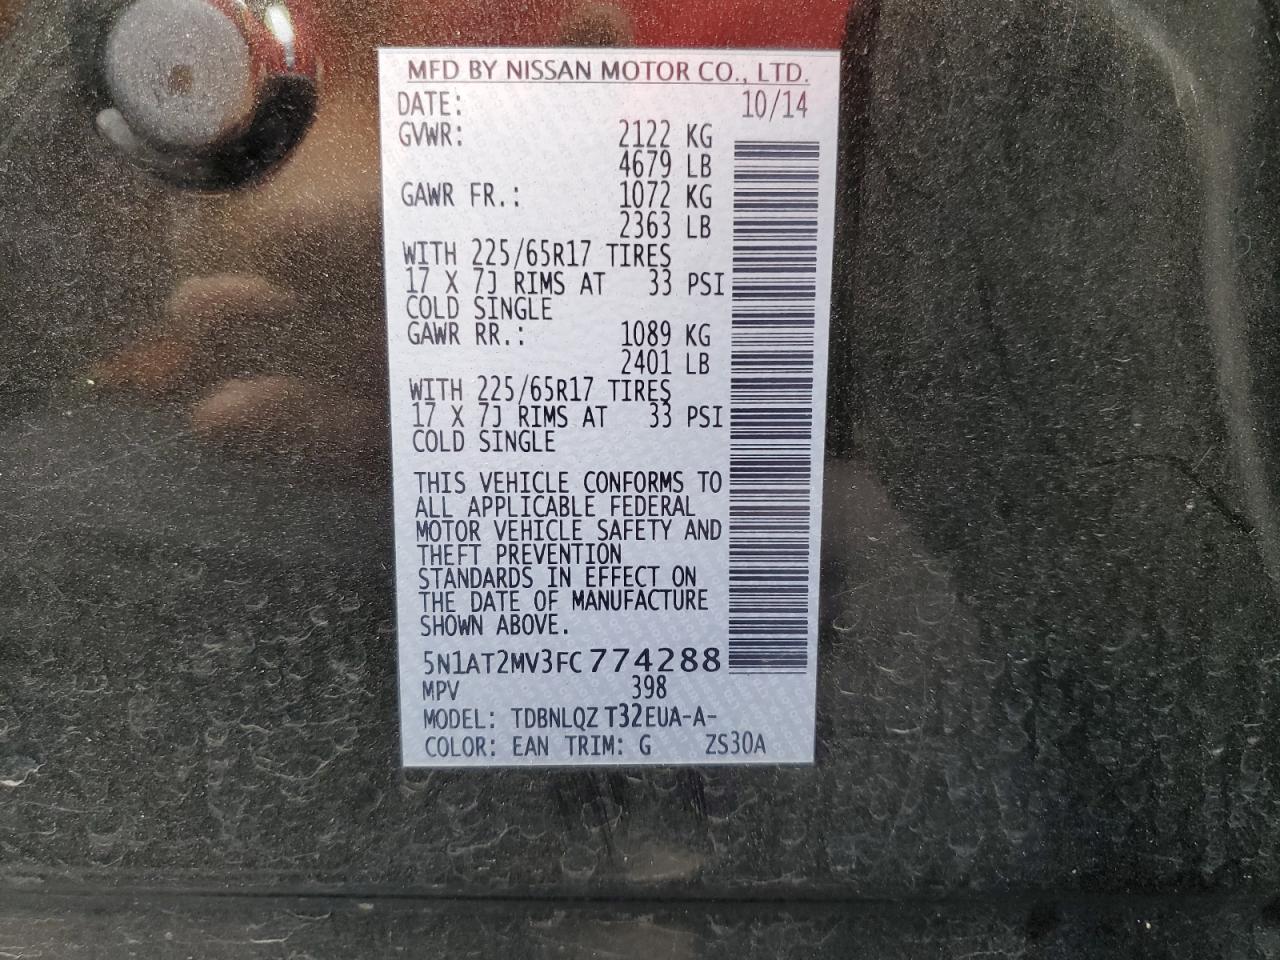 MFD BY NISSAN MOTOR CO., LTD.
DATE: 10/14
GVWR: 2122 KG
4679 LB
GAWR FR.: 1072 KG
2363 LB
WITH 225/65R17 TIRES
17 X 7J RIMS AT 33 PSI
COLD SINGLE
GAWR RR.: 1089 KG
2401 LB
WITH 225/65R17 TIRES
17 X 7J RIMS AT 33 PSI
COLD SINGLE
THIS VEHICLE CONFORMS TO
ALL APPLICABLE FEDERAL
MOTOR VEHICLE SAFETY AND
THEFT PREVENTION
STANDARDS IN EFFECT ON
THE DATE OF MANUFACTURE
SHOWN ABOVE.
5N1AT2MV3FC774288
MPV 398
MODEL: TDBNLQZ T32EUA-A-
COLOR: EAN TRIM: G ZS30A